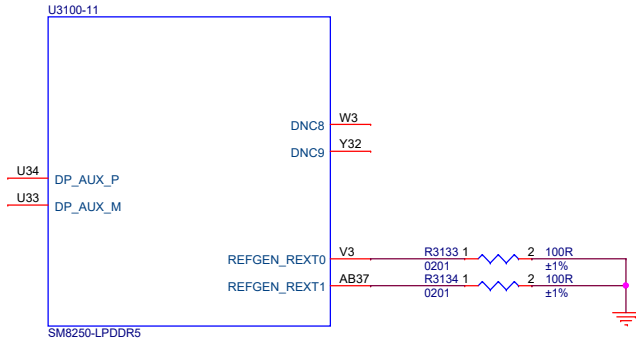 U3100-11
DNC8 W3
DNC9 Y32
U34 DP_AUX_P
U33 DP_AUX_M
REFGEN_REXT0 V3 R3133 1 2 100R
0201 ±1%
REFGEN_REXT1 AB37 R3134 1 2 100R
0201 ±1%
SM8250-LPDDR5